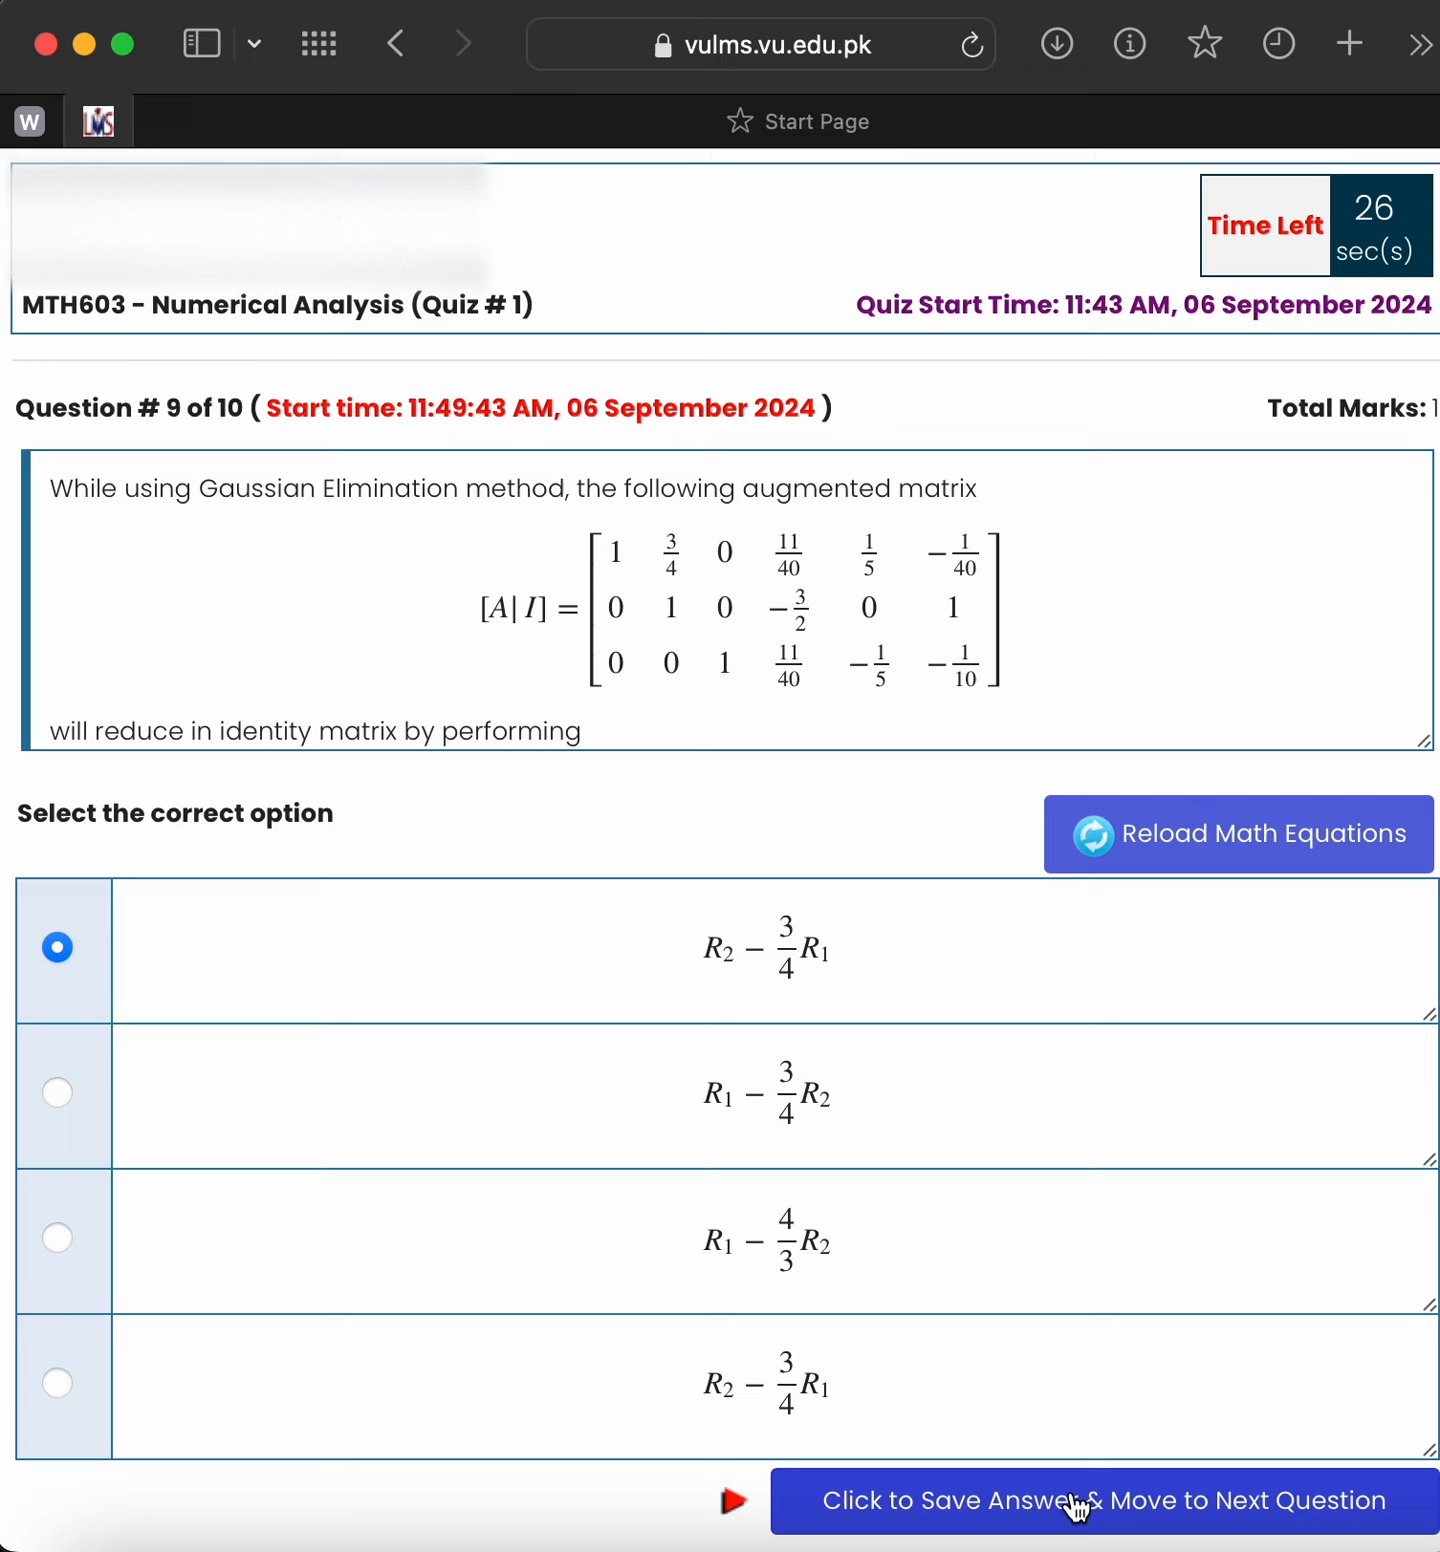 vulms.vu.edu.pk
W
LMS
Start Page
Time Left
26
sec(s)
MTH603 - Numerical Analysis (Quiz # 1)
Quiz Start Time: 11:43 AM, 06 September 2024
Question # 9 of 10 ( Start time: 11:49:43 AM, 06 September 2024 )
Total Marks: 1
While using Gaussian Elimination method, the following augmented matrix
[A| I] =
1 3/4 0 11/40 1/5 −1/40
0 1 0 −3/2 0 1
0 0 1 11/40 −1/5 −1/10
will reduce in identity matrix by performing
Select the correct option
Reload Math Equations
R₂ − 3/4 R₁
R₁ − 3/4 R₂
R₁ − 4/3 R₂
R₂ − 3/4 R₁
Click to Save Answer & Move to Next Question